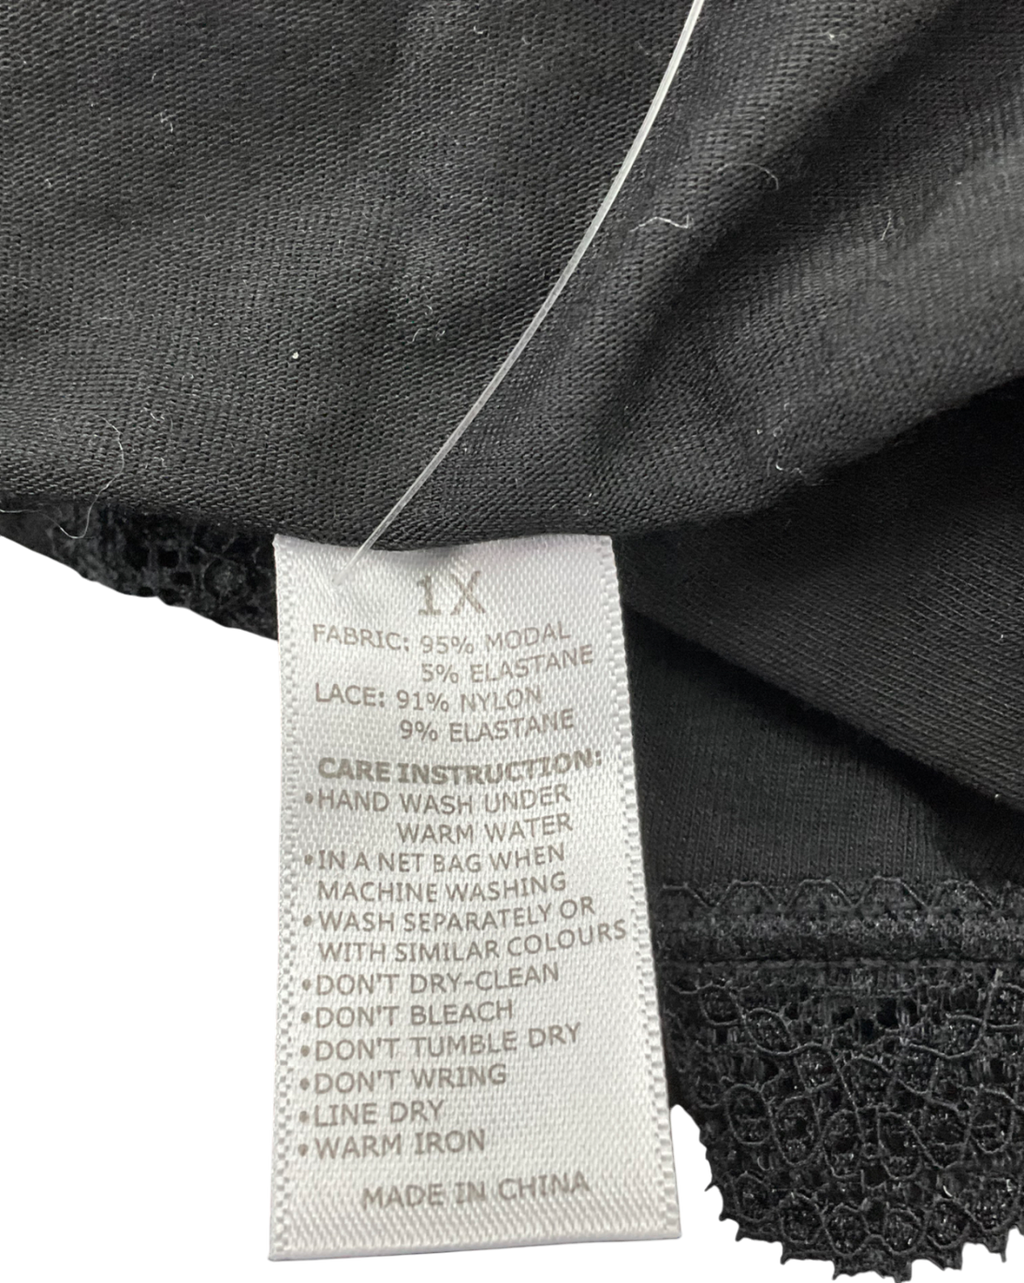 1X
FABRIC: 95% MODAL
5% ELASTANE
LACE: 91% NYLON
9% ELASTANE
CARE INSTRUCTION:
•HAND WASH UNDER
WARM WATER
•IN A NET BAG WHEN
MACHINE WASHING
•WASH SEPARATELY OR
WITH SIMILAR COLOURS
•DON'T DRY-CLEAN
•DON'T BLEACH
•DON'T TUMBLE DRY
•DON'T WRING
•LINE DRY
•WARM IRON
MADE IN CHINA